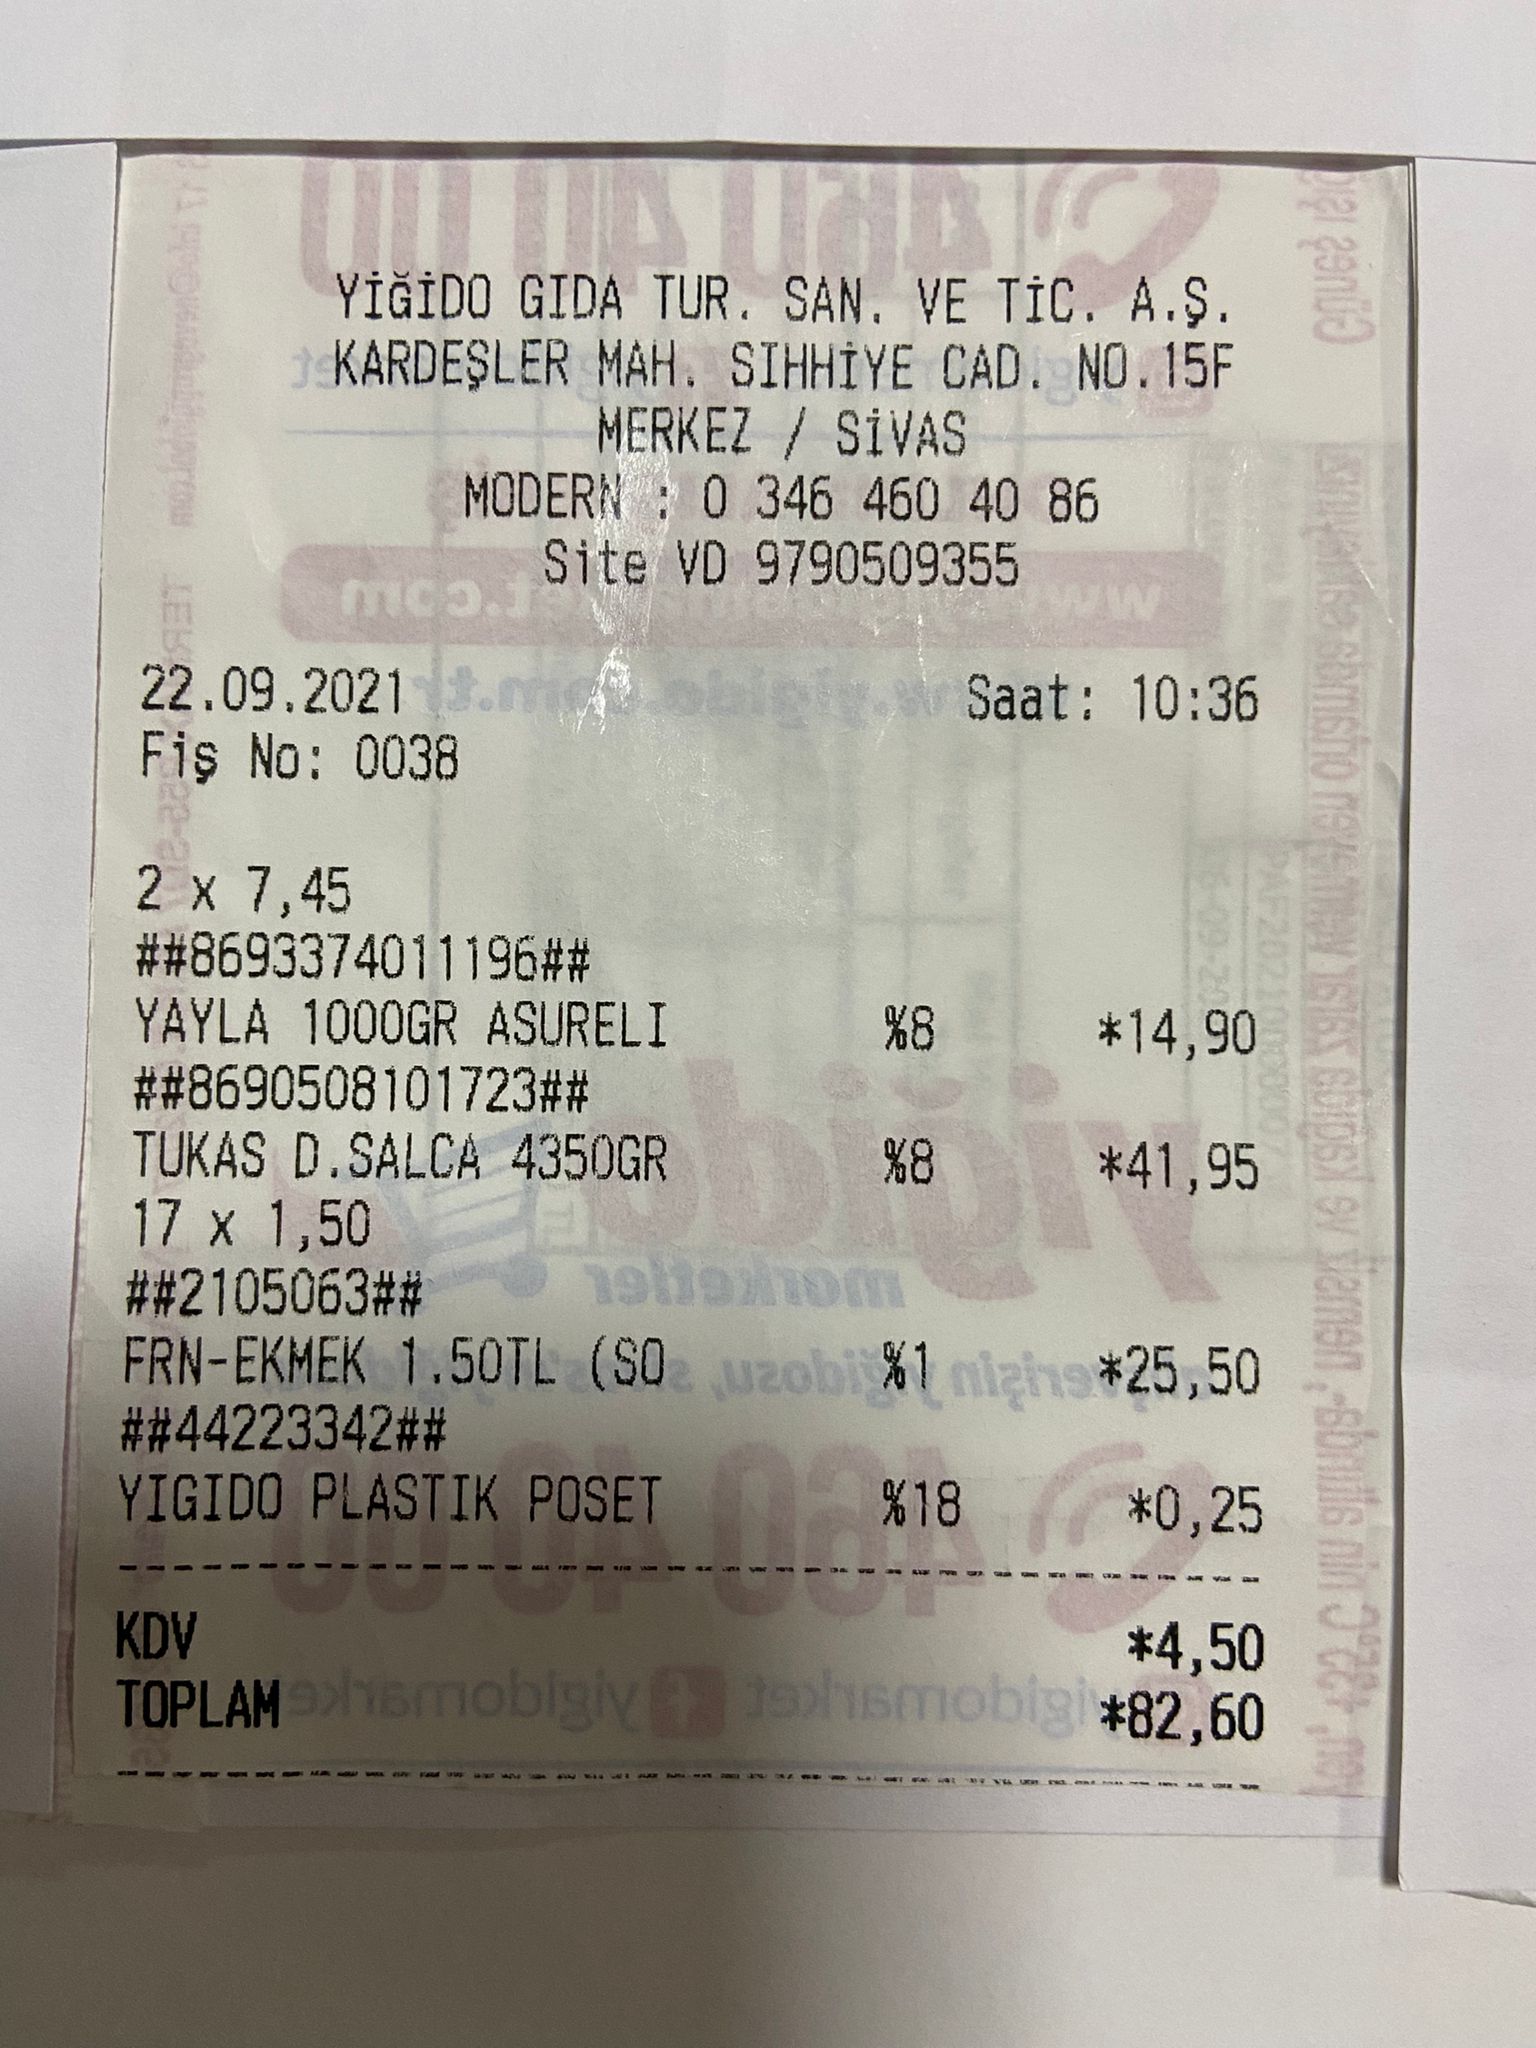 YİĞİDO GIDA TUR. SAN. VE TİC. A.Ş.
KARDEŞLER MAH. SIHHİYE CAD. NO.15F
MERKEZ / SİVAS
MODERN : 0 346 460 40 86
Site VD 9790509355
22.09.2021 Saat: 10:36
Fiş No: 0038
2 x 7,45
##8693374011196##
YAYLA 1000GR ASURELI %8 *14,90
##8690508101723##
TUKAS D.SALCA 4350GR %8 *41,95
17 x 1,50
##2105063##
FRN-EKMEK 1.50TL (SO %1 *25,50
##44223342##
YIGIDO PLASTIK POSET %18 *0,25
KDV *4,50
TOPLAM *82,60